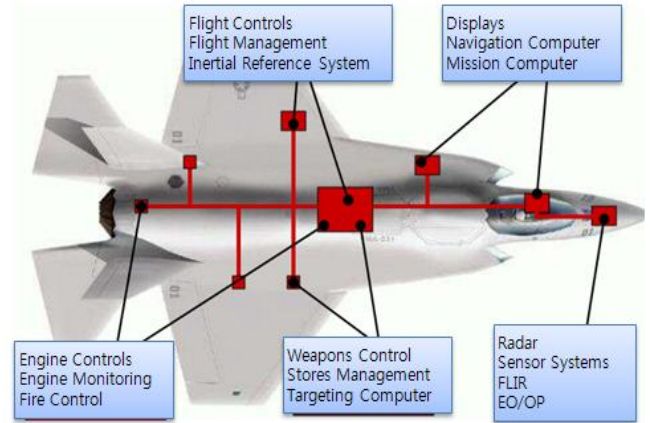 Flight Controls
Flight Management
Inertial Reference System
Displays
Navigation Computer
Mission Computer
Engine Controls
Engine Monitoring
Fire Control
Weapons Control
Stores Management
Targeting Computer
Radar
Sensor Systems
FLIR
EO/OP